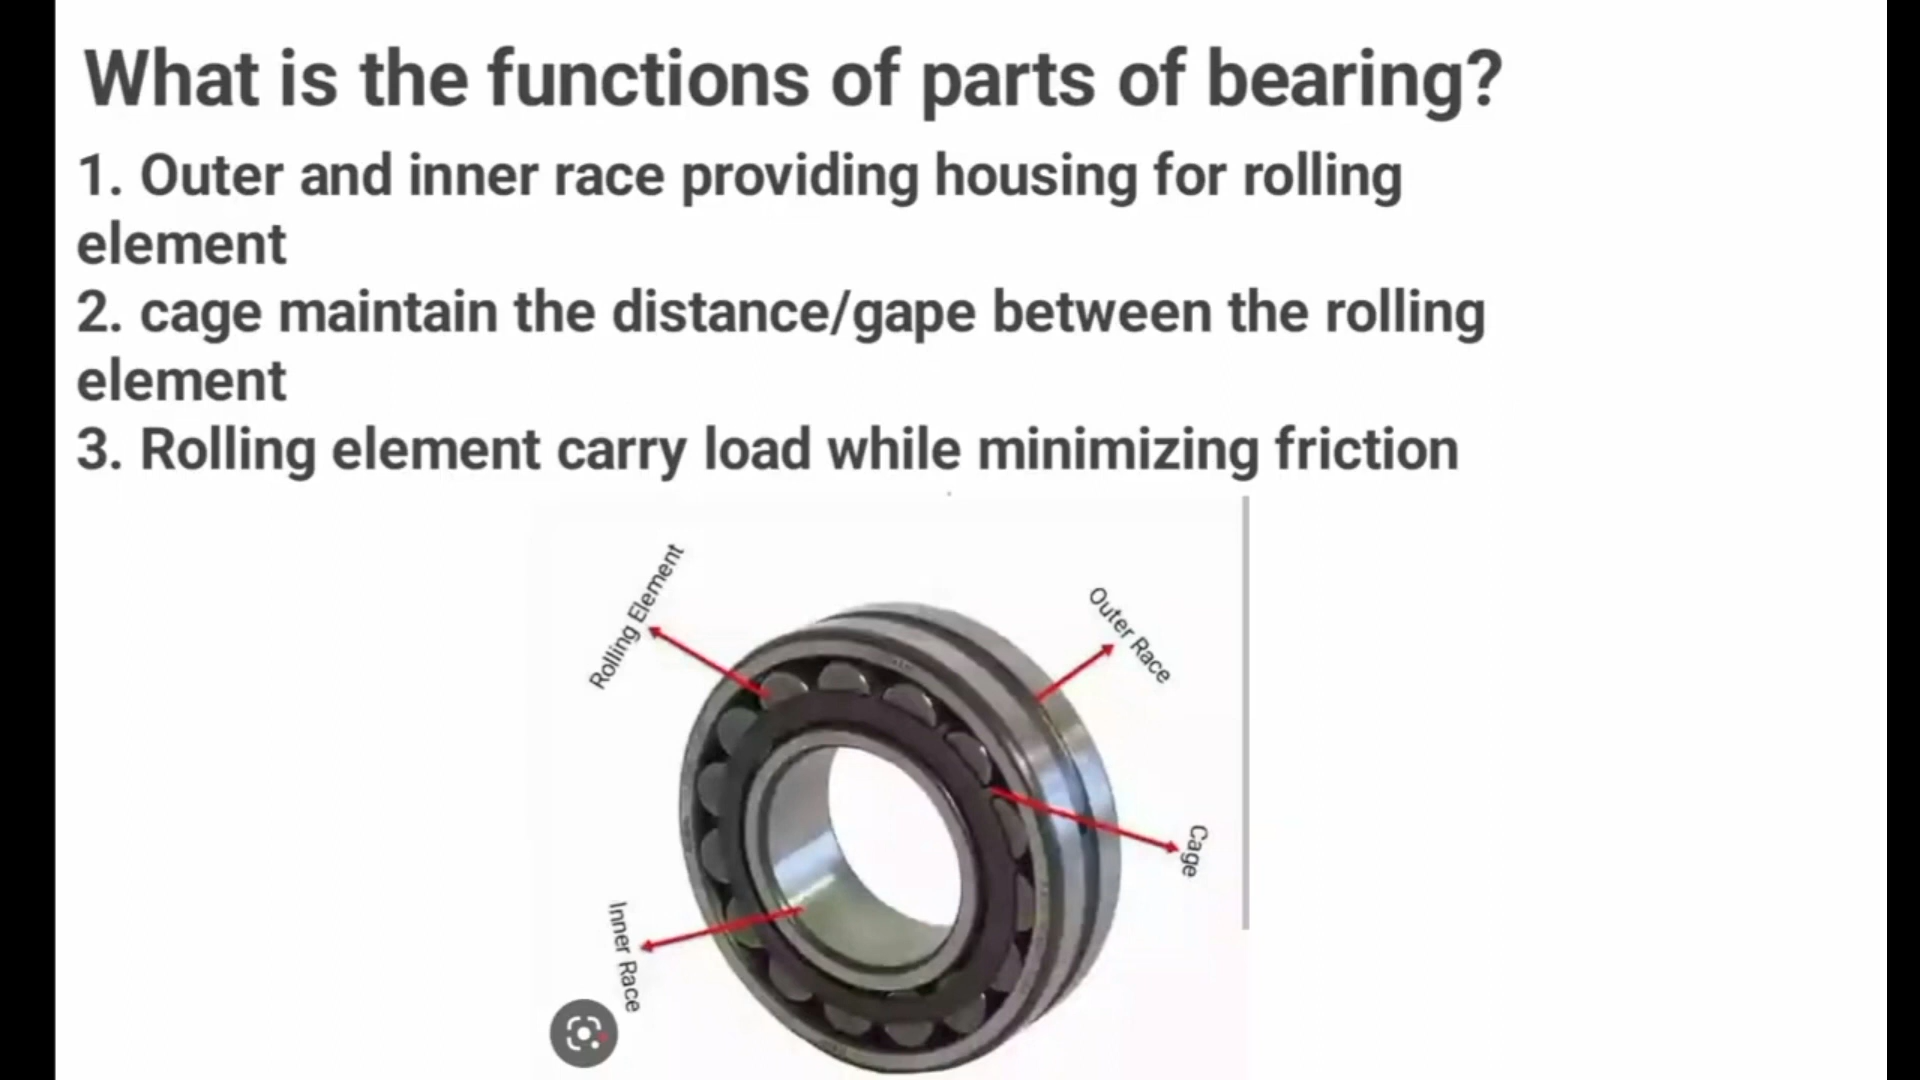 What is the functions of parts of bearing?
1. Outer and inner race providing housing for rolling
element
2. cage maintain the distance/gape between the rolling
element
3. Rolling element carry load while minimizing friction
Rolling Element
Outer Race
Cage
Inner Race